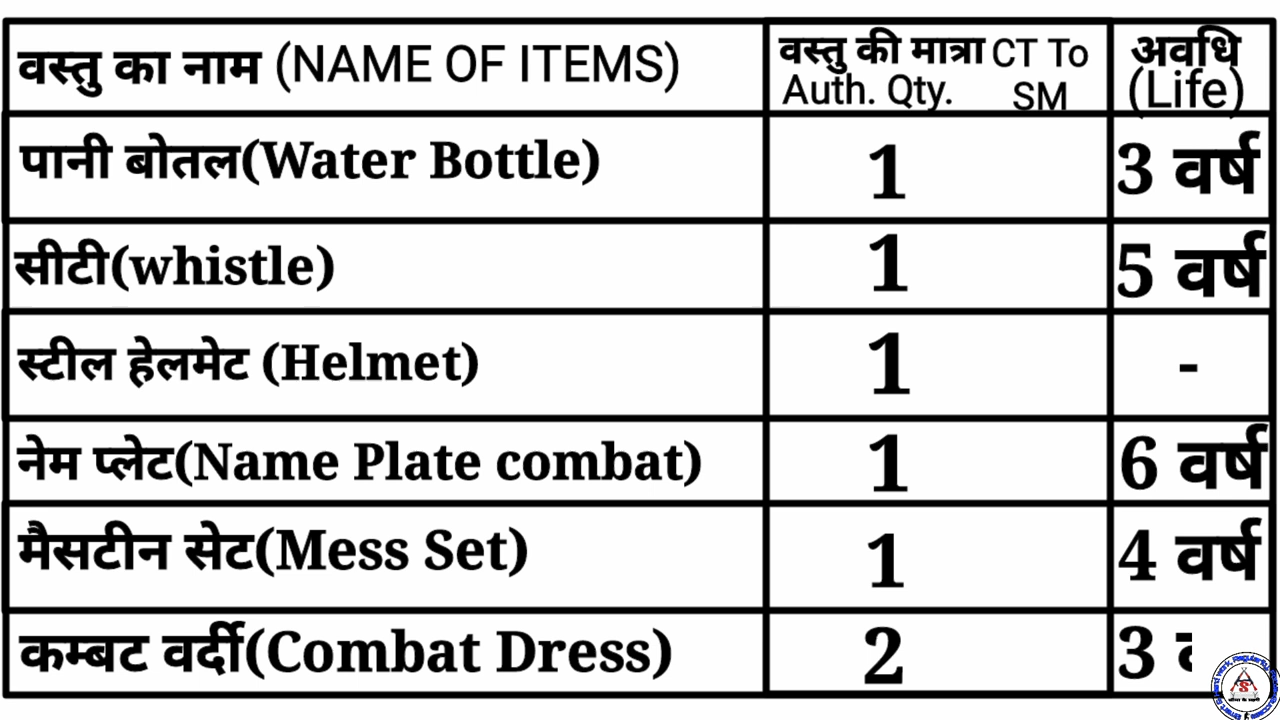 वस्तु का नाम (NAME OF ITEMS) वस्तु की मात्रा CT To अवधि
Auth. Qty. SM (Life)
पानी बोतल(Water Bottle) 1 3 वर्ष
सीटी(whistle) 1 5 वर्ष
स्टील हेलमेट (Helmet) 1 -
नेम प्लेट(Name Plate combat) 1 6 वर्ष
मैसटीन सेट(Mess Set) 1 4 वर्ष
कम्बट वर्दी(Combat Dress) 2 3